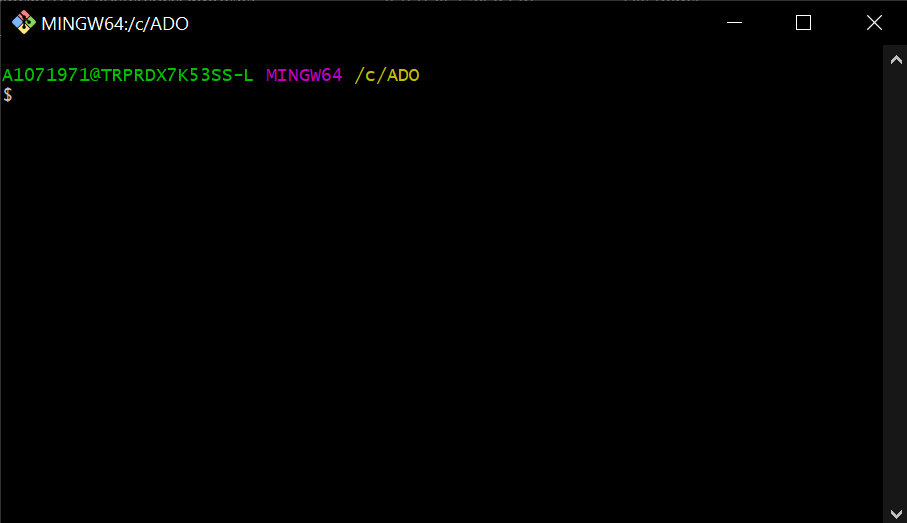 MINGW64:/c/ADO
A1071971@TRPRDX7K53SS-L MINGW64 /c/ADO
$